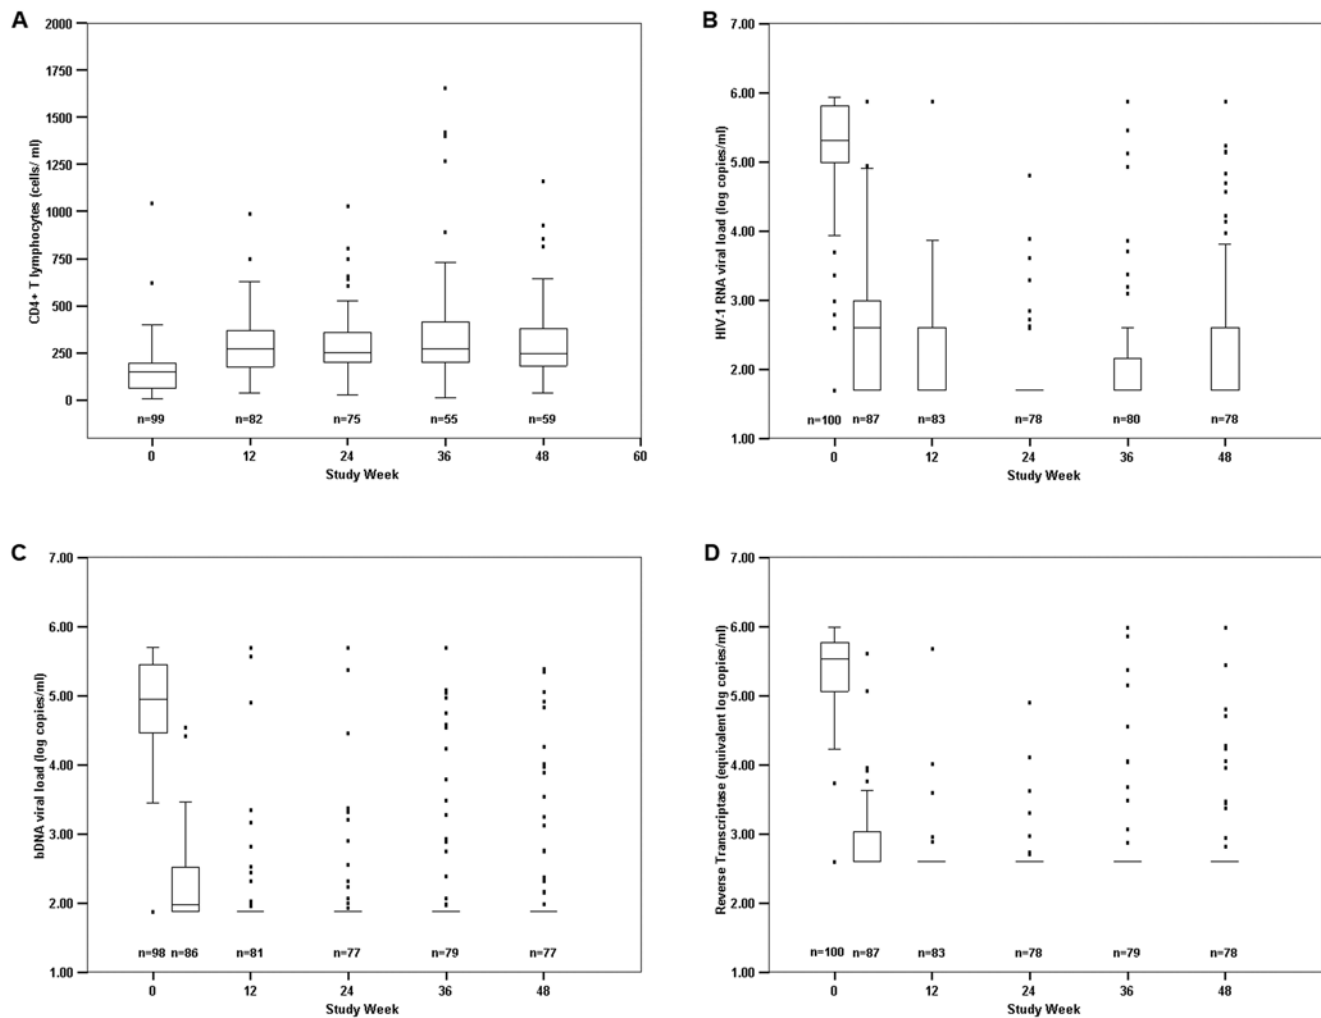 A
CD4+ T lymphocytes (cells/ ml)
2000
1750
1500
1250
1000
750
500
250
0
n=99 n=82 n=75 n=55 n=59
0 12 24 36 48 60
Study Week
B
HIV-1 RNA viral load (log copies/ml)
7.00
6.00
5.00
4.00
3.00
2.00
1.00
n=100 n=87 n=83 n=78 n=80 n=78
0 12 24 36 48
Study Week
C
bDNA viral load (log copies/ml)
7.00
6.00
5.00
4.00
3.00
2.00
1.00
n=98 n=86 n=81 n=77 n=79 n=77
0 12 24 36 48
Study Week
D
Reverse Transcriptase (equivalent log copies/ml)
7.00
6.00
5.00
4.00
3.00
2.00
1.00
n=100 n=87 n=83 n=78 n=79 n=78
0 12 24 36 48
Study Week